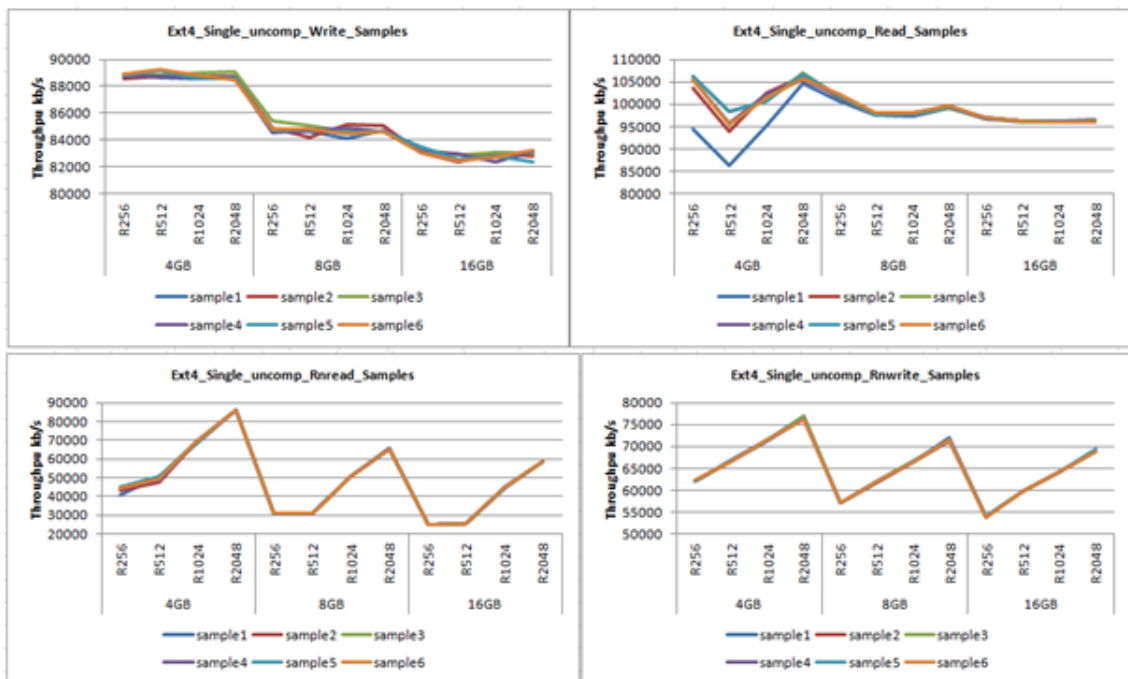 Ext4_Single_uncomp_Write_Samples
Throughpu kb/s
90000
88000
86000
84000
82000
80000
R256 R512 R1024 R2048 R256 R512 R1024 R2048 R256 R512 R1024 R2048
4GB 8GB 16GB
sample1 sample2 sample3
sample4 sample5 sample6
Ext4_Single_uncomp_Read_Samples
Throughput kb/s
110000
105000
100000
95000
90000
85000
80000
R256 R512 R1024 R2048 R256 R512 R1024 R2048 R256 R512 R1024 R2048
4GB 8GB 16GB
sample1 sample2 sample3
sample4 sample5 sample6
Ext4_Single_uncomp_Rnread_Samples
Throughpu kb/s
90000
80000
70000
60000
50000
40000
30000
20000
R256 R512 R1024 R2048 R256 R512 R1024 R2048 R256 R512 R1024 R2048
4GB 8GB 16GB
sample1 sample2 sample3
sample4 sample5 sample6
Ext4_Single_uncomp_Rnwrite_Samples
Throughpu kb/s
80000
75000
70000
65000
60000
55000
50000
R256 R512 R1024 R2048 R256 R512 R1024 R2048 R256 R512 R1024 R2048
4GB 8GB 16GB
sample1 sample2 sample3
sample4 sample5 sample6